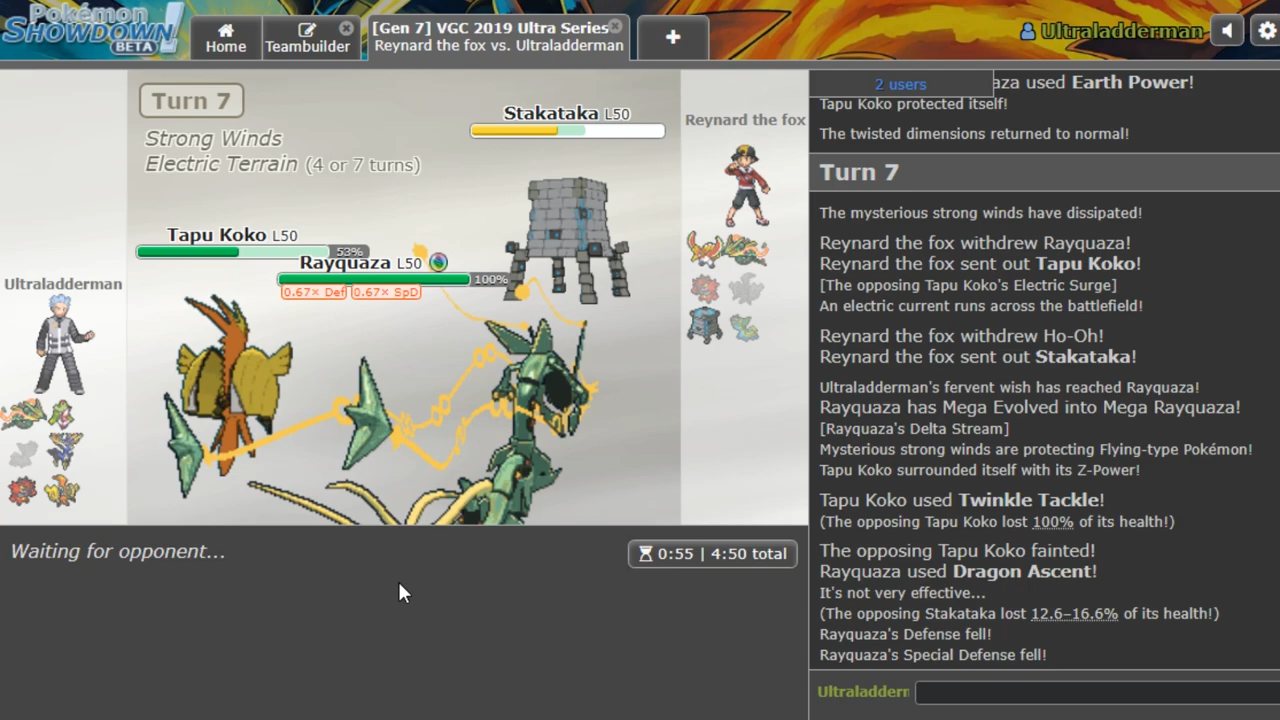 Pokémon
SHOWDOWN!
BETA
Home
Teambuilder
[Gen 7] VGC 2019 Ultra Series
Reynard the fox vs. Ultraladderman
+
Ultraladderman
Turn 7
Strong Winds
Electric Terrain (4 or 7 turns)
Stakataka L50
Tapu Koko L50
53%
Rayquaza L50
100%
0.67× Def 0.67× SpD
Ultraladderman
Reynard the fox
Waiting for opponent...
0:55 | 4:50 total
2 users
aza used Earth Power!
Tapu Koko protected itself!
The twisted dimensions returned to normal!
Turn 7
The mysterious strong winds have dissipated!
Reynard the fox withdrew Rayquaza!
Reynard the fox sent out Tapu Koko!
[The opposing Tapu Koko's Electric Surge]
An electric current runs across the battlefield!
Reynard the fox withdrew Ho-Oh!
Reynard the fox sent out Stakataka!
Ultraladderman's fervent wish has reached Rayquaza!
Rayquaza has Mega Evolved into Mega Rayquaza!
[Rayquaza's Delta Stream]
Mysterious strong winds are protecting Flying-type Pokémon!
Tapu Koko surrounded itself with its Z-Power!
Tapu Koko used Twinkle Tackle!
(The opposing Tapu Koko lost 100% of its health!)
The opposing Tapu Koko fainted!
Rayquaza used Dragon Ascent!
It's not very effective...
(The opposing Stakataka lost 12.6–16.6% of its health!)
Rayquaza's Defense fell!
Rayquaza's Special Defense fell!
Ultraladderm